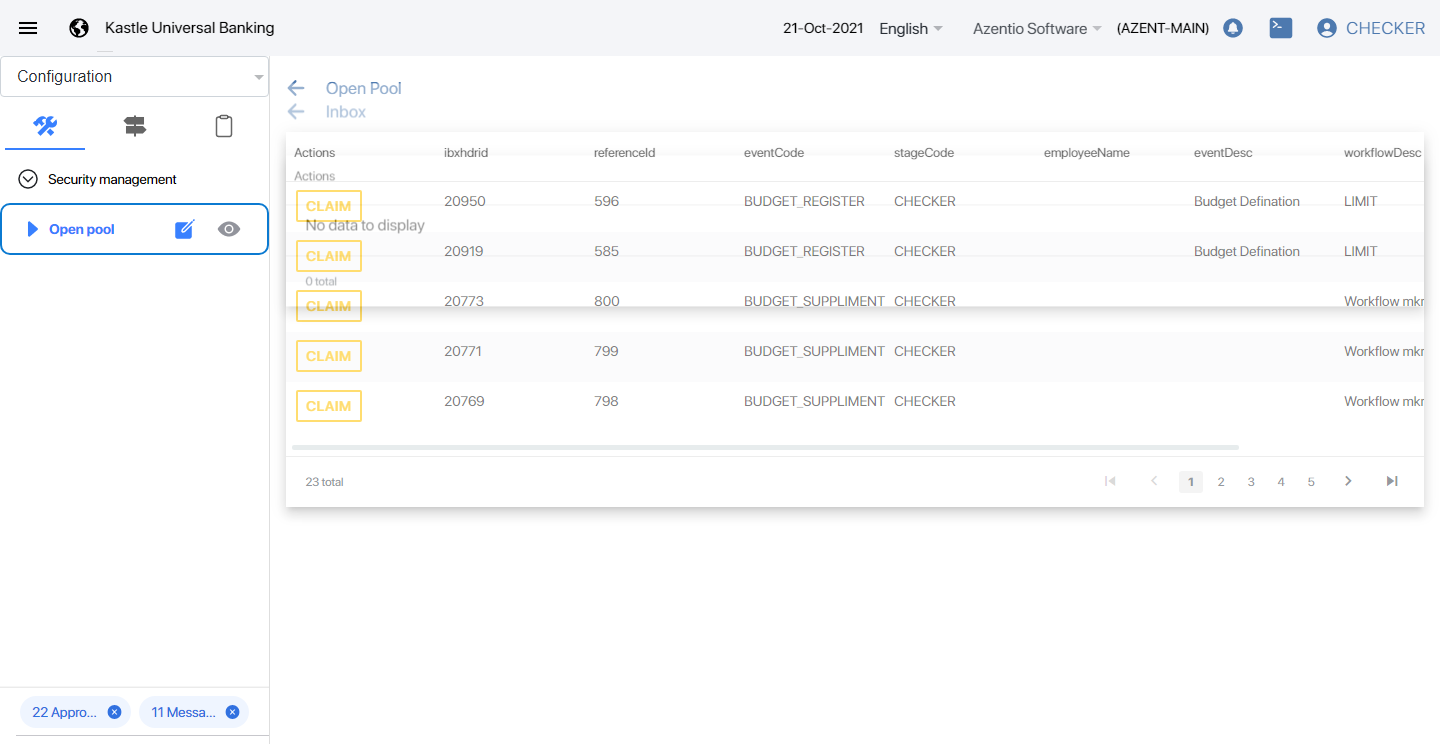 Kastle Universal Banking
21-Oct-2021 English Azentio Software (AZENT-MAIN) CHECKER
Configuration
Security management
Open pool
22 Appro...
11 Messa...
Open Pool
Inbox
Actions ibxhdrid referenceId eventCode stageCode employeeName eventDesc workflowDesc
Actions
CLAIM 20950 596 BUDGET_REGISTER CHECKER Budget Defination LIMIT
No data to display
CLAIM 20919 585 BUDGET_REGISTER CHECKER Budget Defination LIMIT
0 total
CLAIM 20773 800 BUDGET_SUPPLIMENT CHECKER Workflow mkr
CLAIM 20771 799 BUDGET_SUPPLIMENT CHECKER Workflow mkr
CLAIM 20769 798 BUDGET_SUPPLIMENT CHECKER Workflow mkr
23 total 1 2 3 4 5